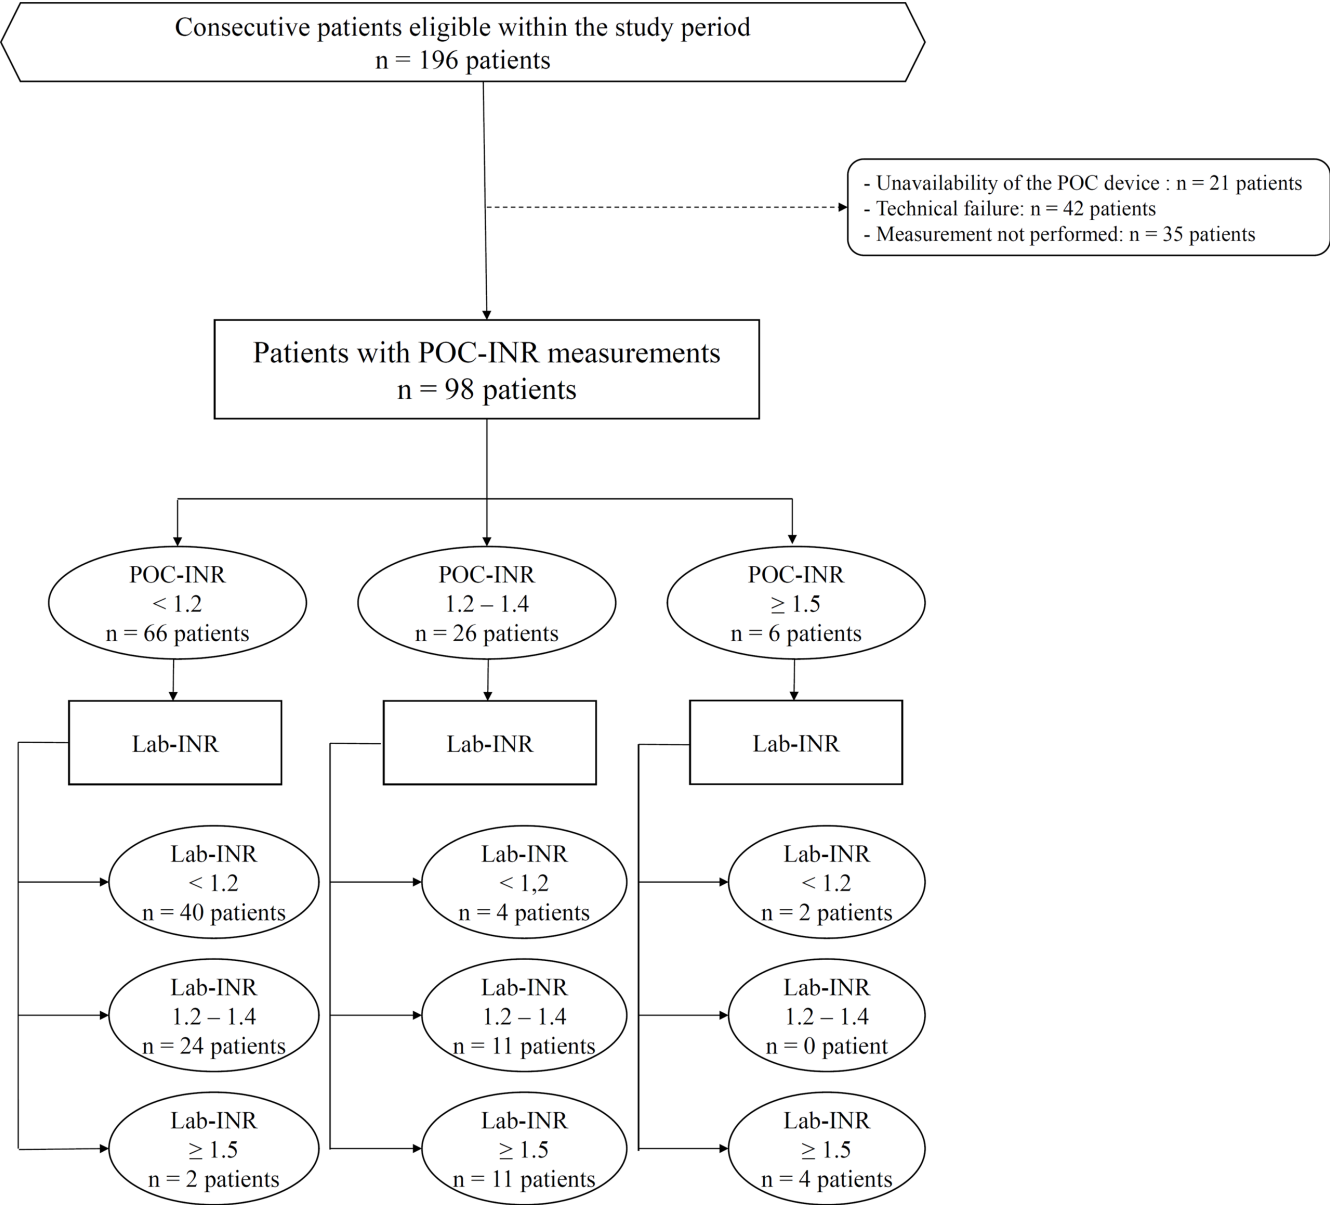 Consecutive patients eligible within the study period
n = 196 patients
- Unavailability of the POC device : n = 21 patients
- Technical failure: n = 42 patients
- Measurement not performed: n = 35 patients
Patients with POC-INR measurements
n = 98 patients
POC-INR
< 1.2
n = 66 patients
POC-INR
1.2 – 1.4
n = 26 patients
POC-INR
≥ 1.5
n = 6 patients
Lab-INR
Lab-INR
Lab-INR
Lab-INR
< 1.2
n = 40 patients
Lab-INR
< 1,2
n = 4 patients
Lab-INR
< 1.2
n = 2 patients
Lab-INR
1.2 – 1.4
n = 24 patients
Lab-INR
1.2 – 1.4
n = 11 patients
Lab-INR
1.2 – 1.4
n = 0 patient
Lab-INR
≥ 1.5
n = 2 patients
Lab-INR
≥ 1.5
n = 11 patients
Lab-INR
≥ 1.5
n = 4 patients